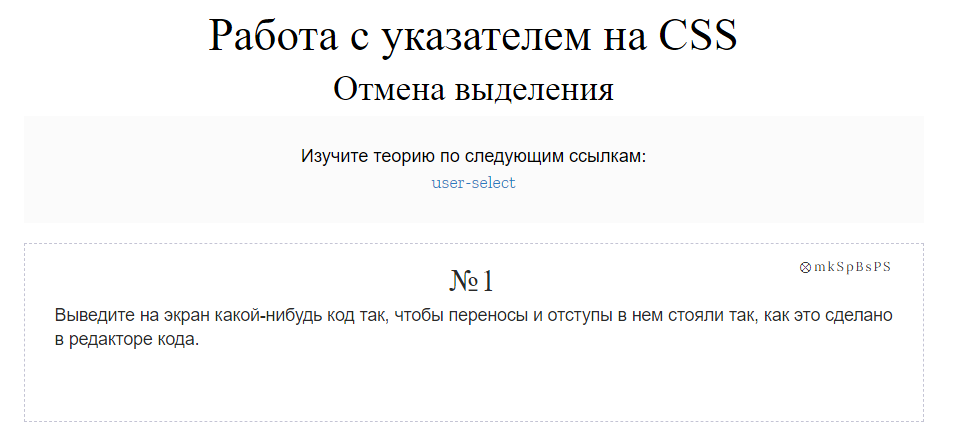 Работа с указателем на CSS
Отмена выделения
Изучите теорию по следующим ссылкам:
user-select
⊗mkSpBsPS
№1
Выведите на экран какой-нибудь код так, чтобы переносы и отступы в нем стояли так, как это сделано
в редакторе кода.